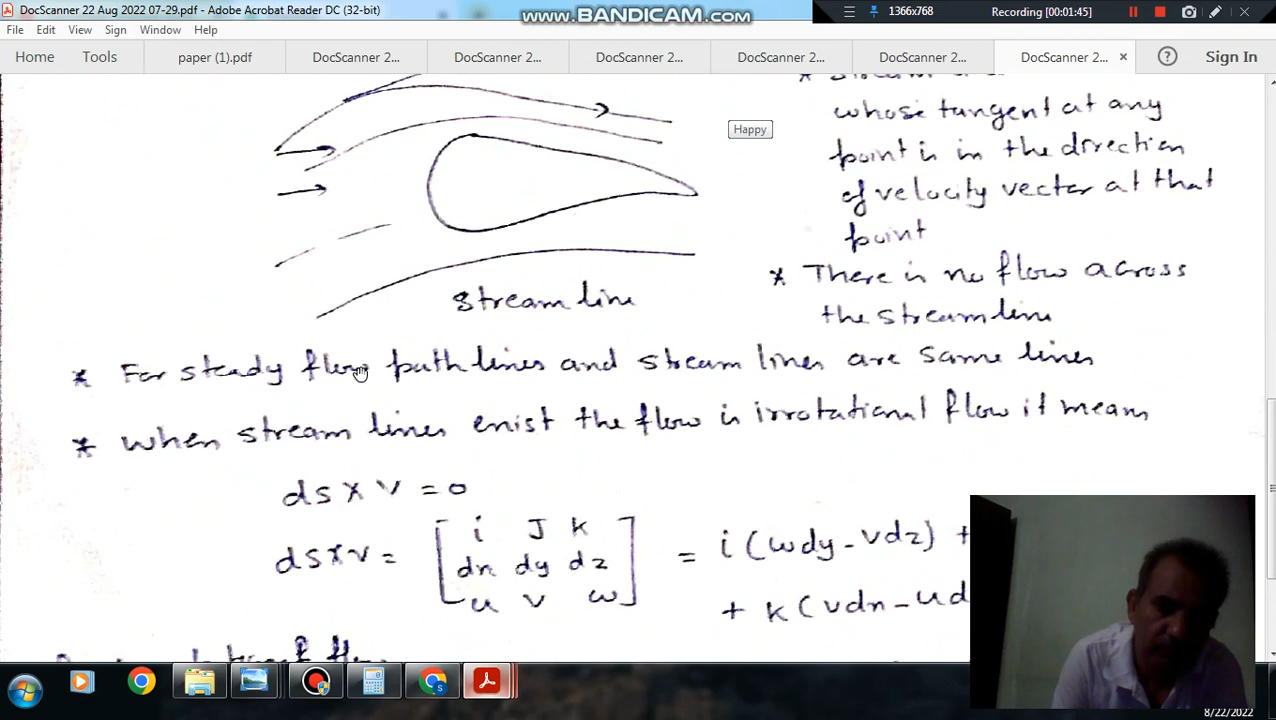 DocScanner 22 Aug 2022 07-29.pdf - Adobe Acrobat Reader DC (32-bit)
www.BANDICAM.com
1366x768
Recording [00:01:45]
File Edit View Sign Window Help
Home Tools paper (1).pdf DocScanner 2... DocScanner 2... DocScanner 2... DocScanner 2... DocScanner 2... DocScanner 2... × ? Sign In
whose tangent at any
Happy
point is in the direction
of velocity vector at that
point
* There is no flow across
the streamline
stream line
* For steady flow path lines and stream lines are same lines
* when stream lines enist the flow is irrotational flow it means
ds x v = 0
ds x v = [ i J k
dn dy dz
u v w ]
= i (wdy - vdz) +
+ k (vdn - ud
8/22/2022